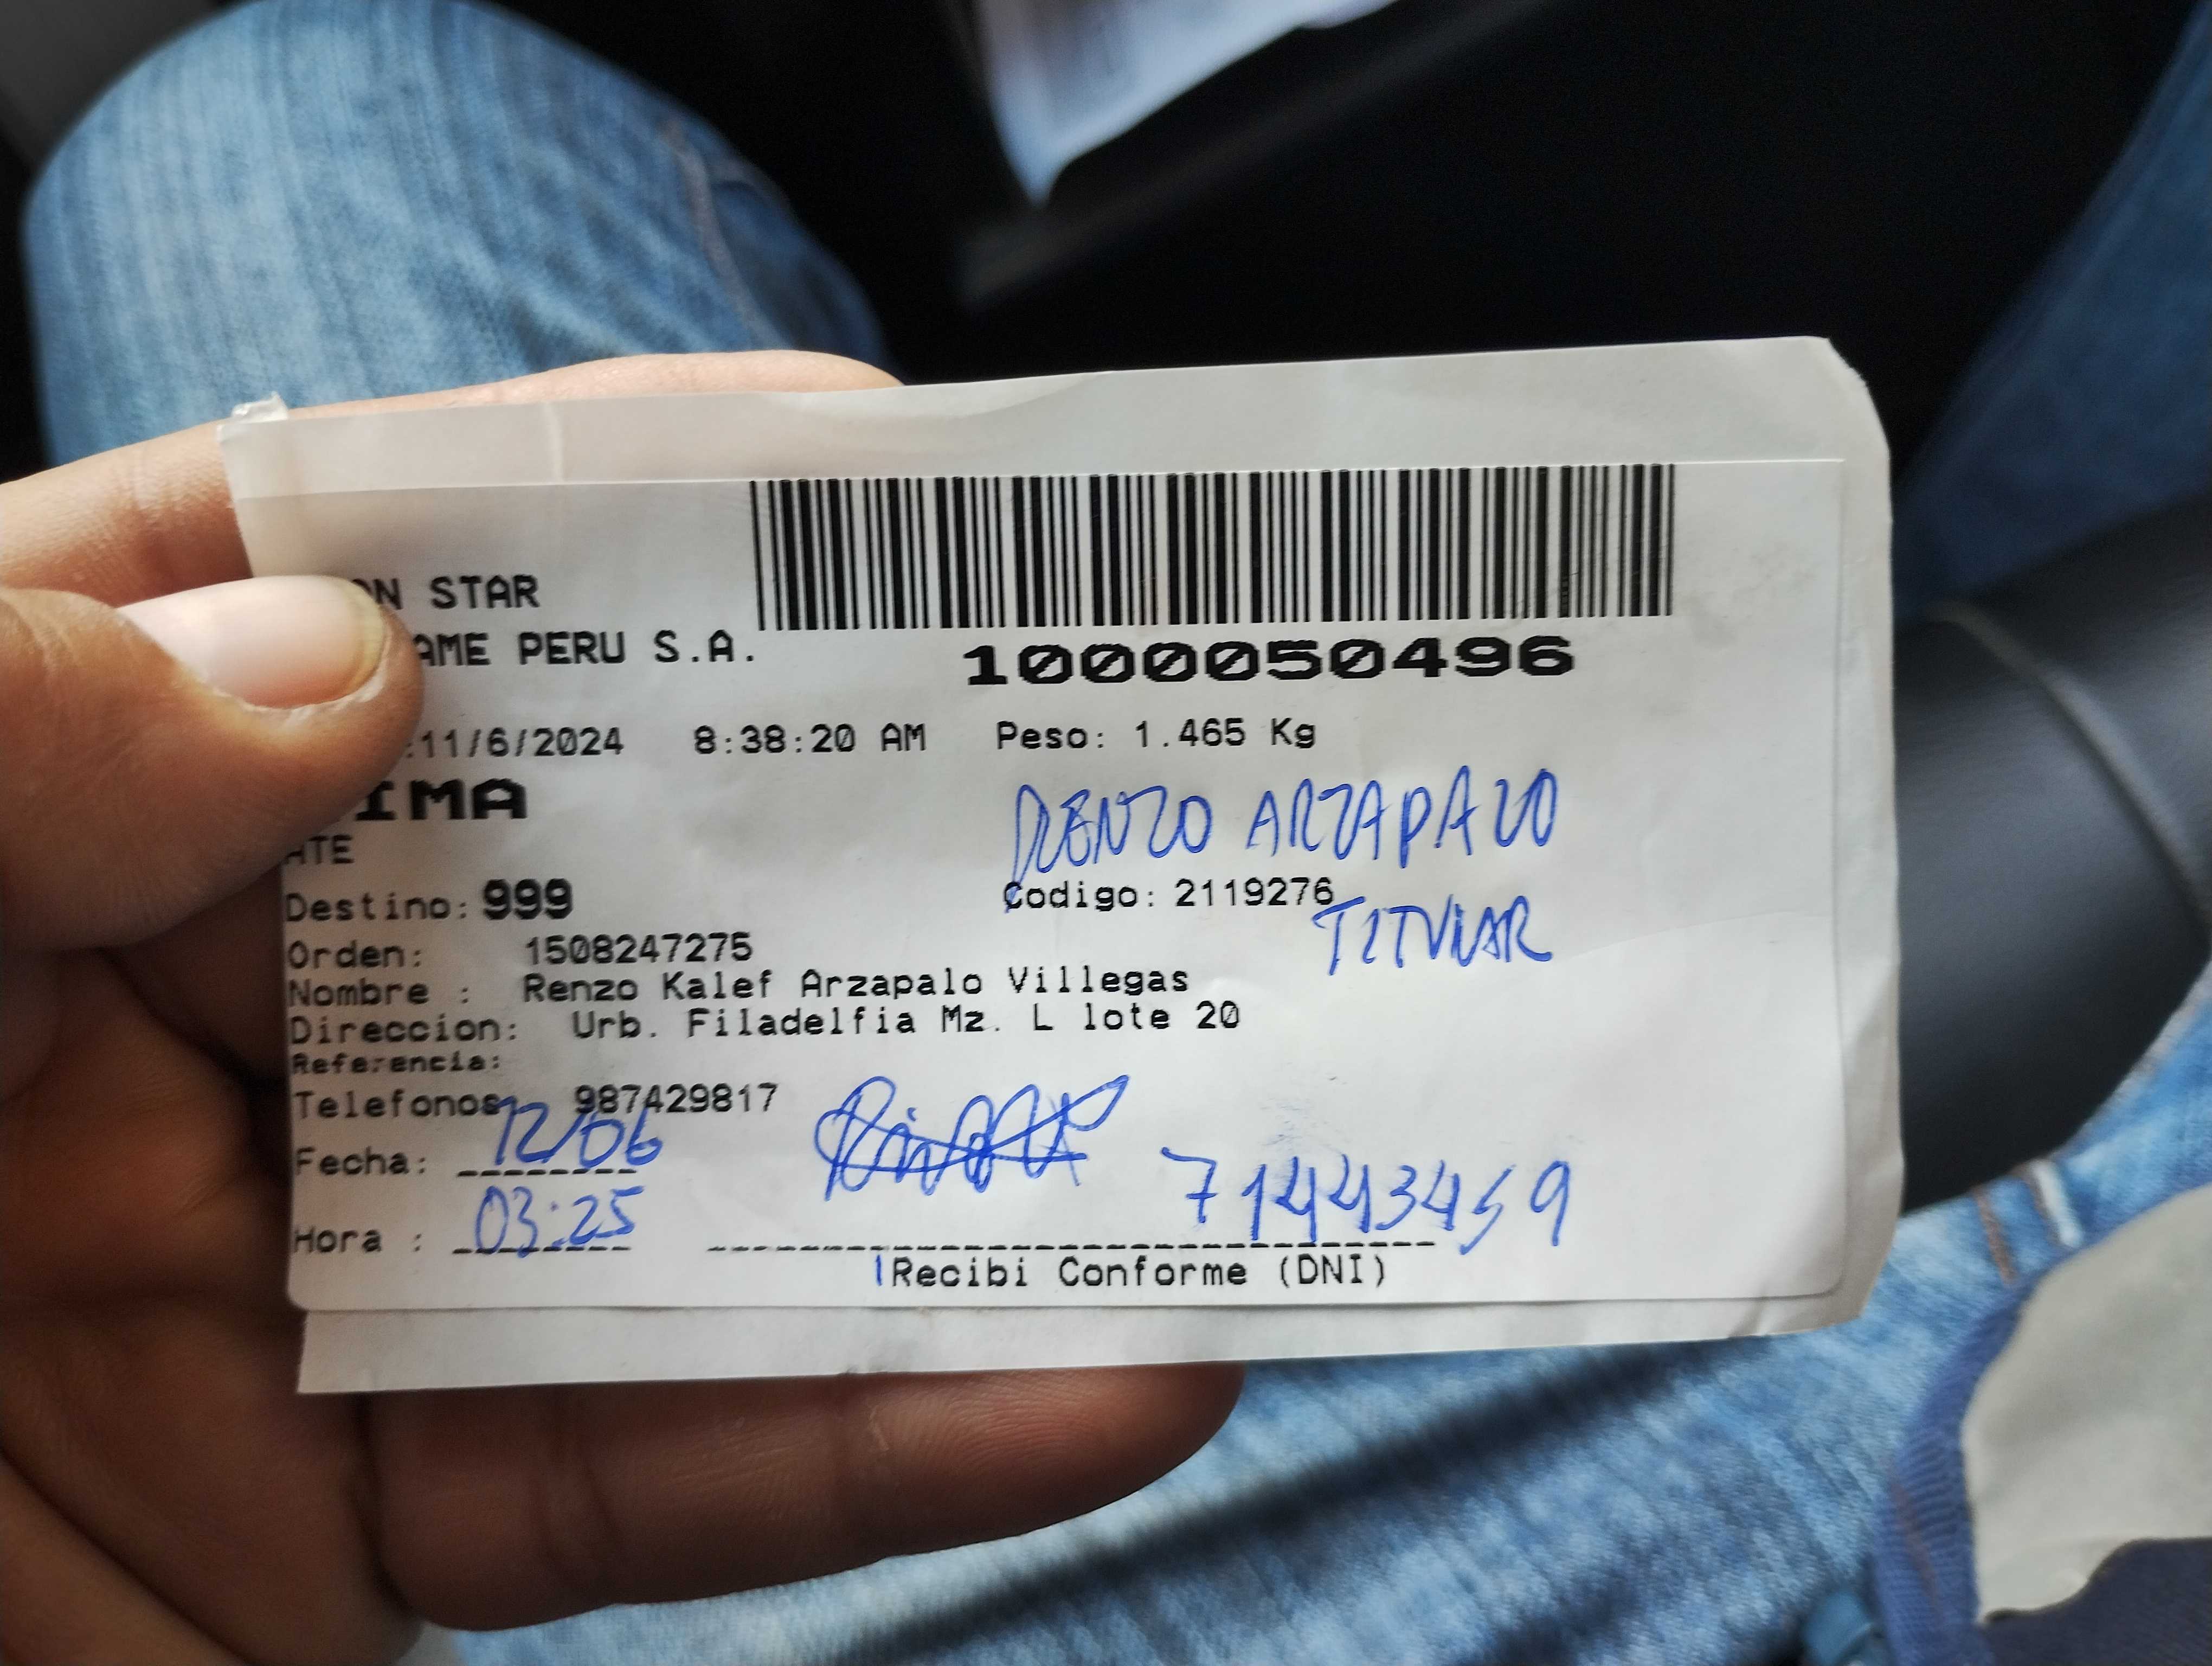 1000050496
ON STAR
AME PERU S.A.
:11/6/2024 8:38:20 AM Peso: 1.465 Kg
IMA
ATE
RENZO ARZAPALO
Destino: 999 Codigo: 2119276
TITULAR
Orden: 1508247275
Nombre : Renzo Kalef Arzapalo Villegas
Direccion: Urb. Filadelfia Mz. L lote 20
Referencia:
Telefonos 987429817
Fecha: 12/06
71443459
Hora : 03:25
Recibi Conforme (DNI)